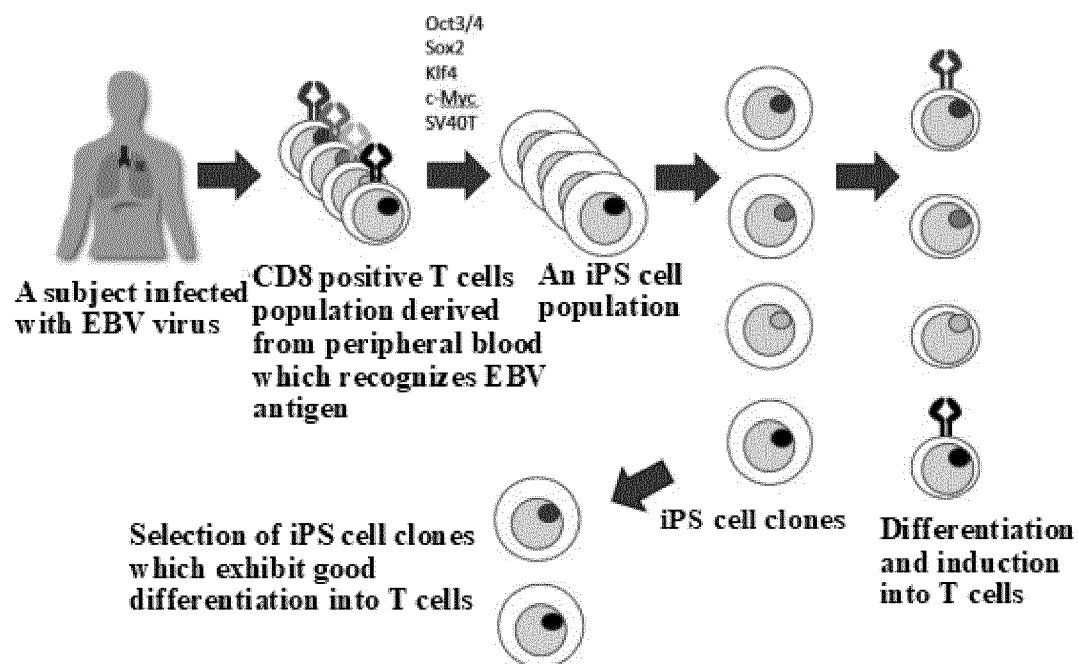 Oct3/4
Sox2
Klf4
c-Myc
SV40T
A subject infected
with EBV virus
CD8 positive T cells
population derived
from peripheral blood
which recognizes EBV
antigen
An iPS cell
population
iPS cell clones
Differentiation
and induction
into T cells
Selection of iPS cell clones
which exhibit good
differentiation into T cells